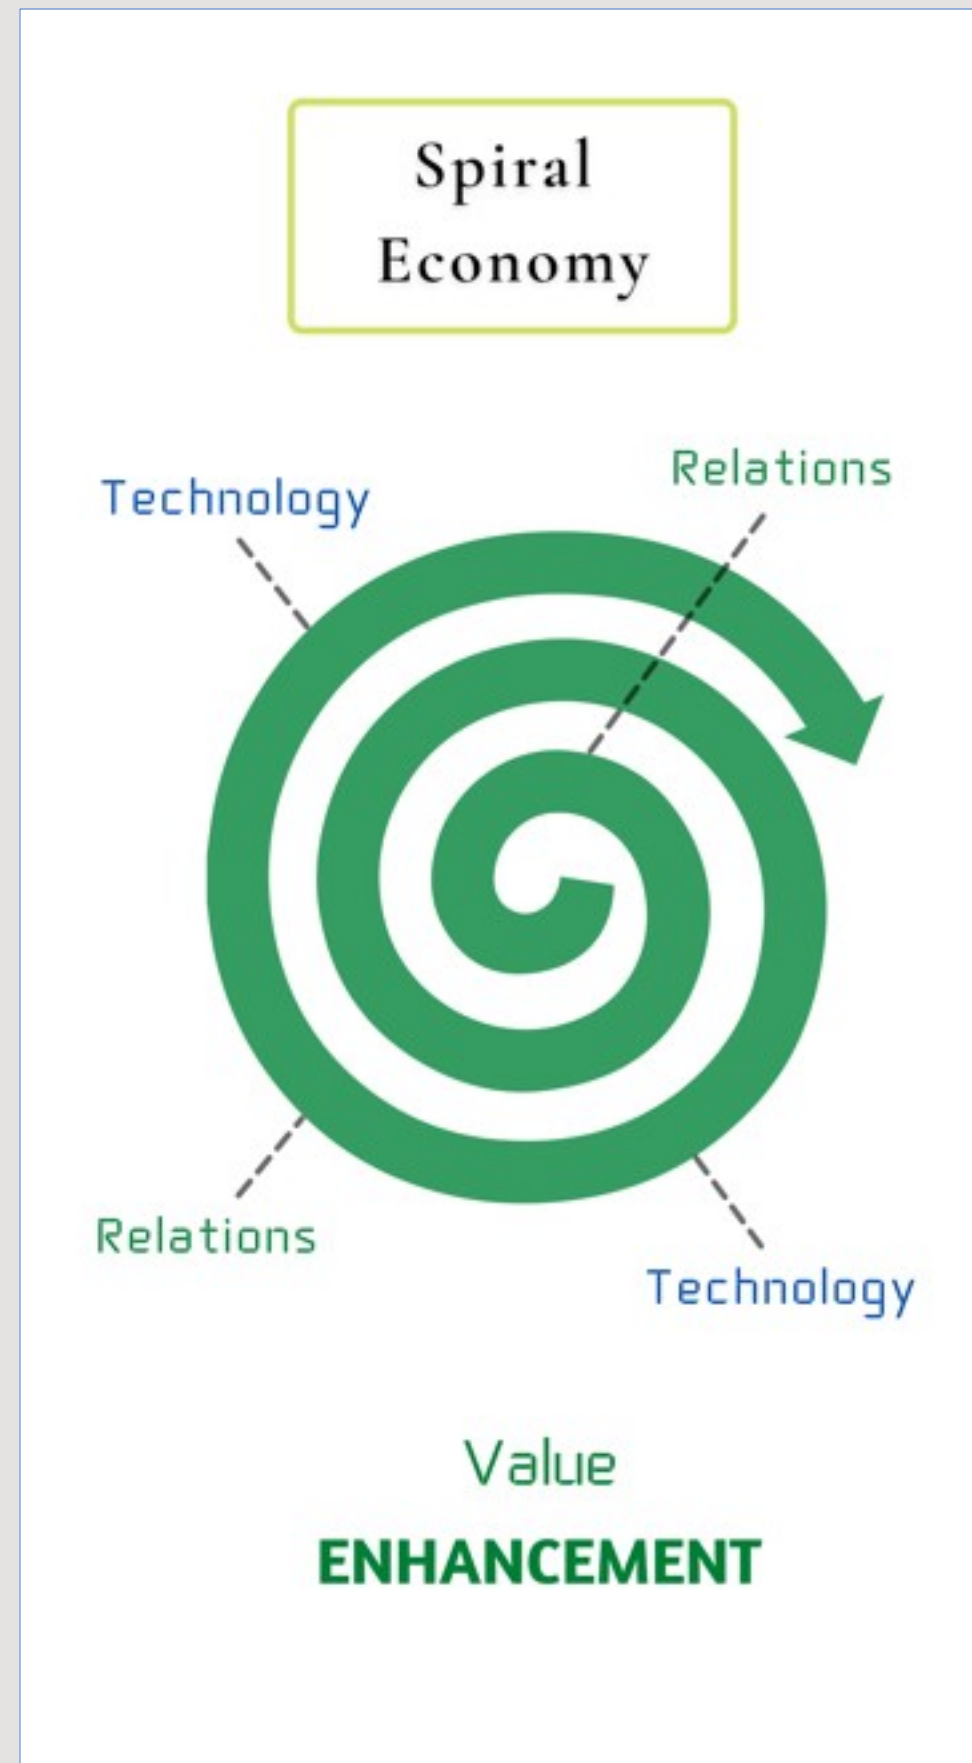 Spiral
Economy
Relations
Technology
Relations
Technology
Value
ENHANCEMENT